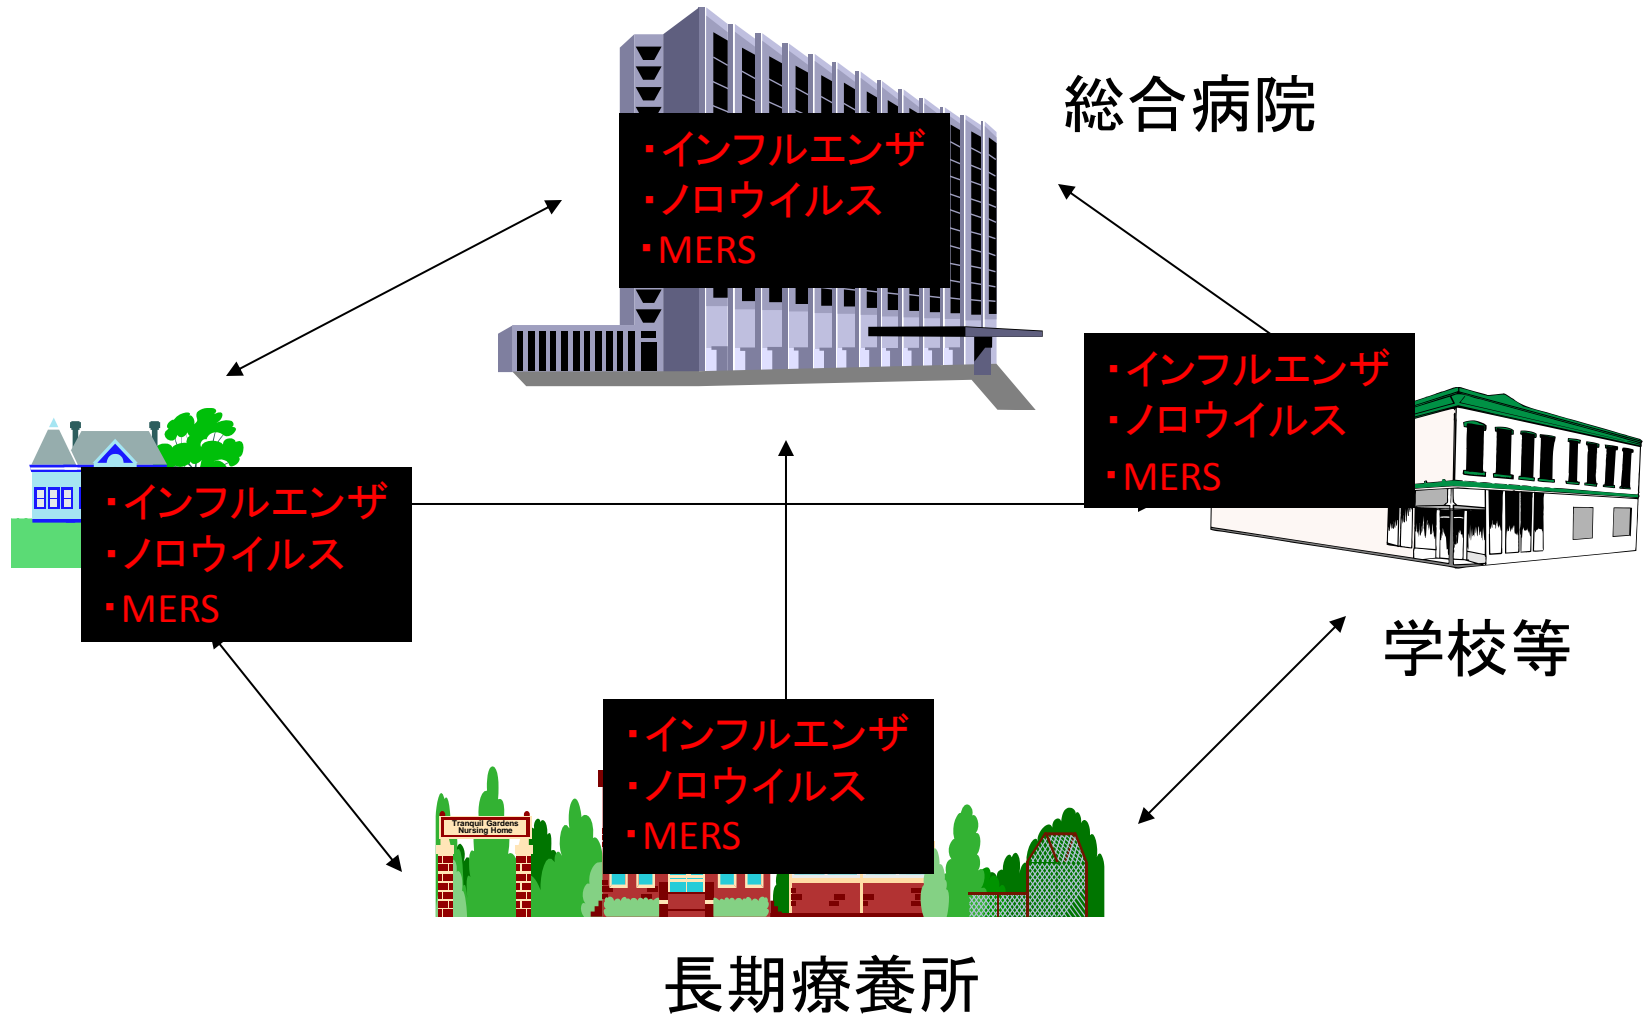 総合病院
・インフルエンザ
・ノロウイルス
・MERS
・インフルエンザ
・ノロウイルス
・MERS
・インフルエンザ
・ノロウイルス
・MERS
学校等
・インフルエンザ
・ノロウイルス
・MERS
Tranquil Gardens
Nursing Home
長期療養所